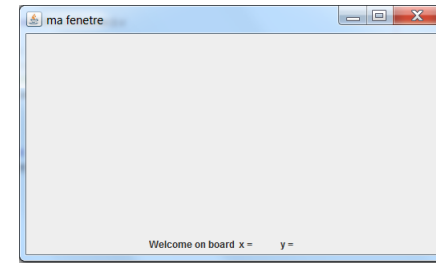 ma fenetre
Welcome on board x = y =